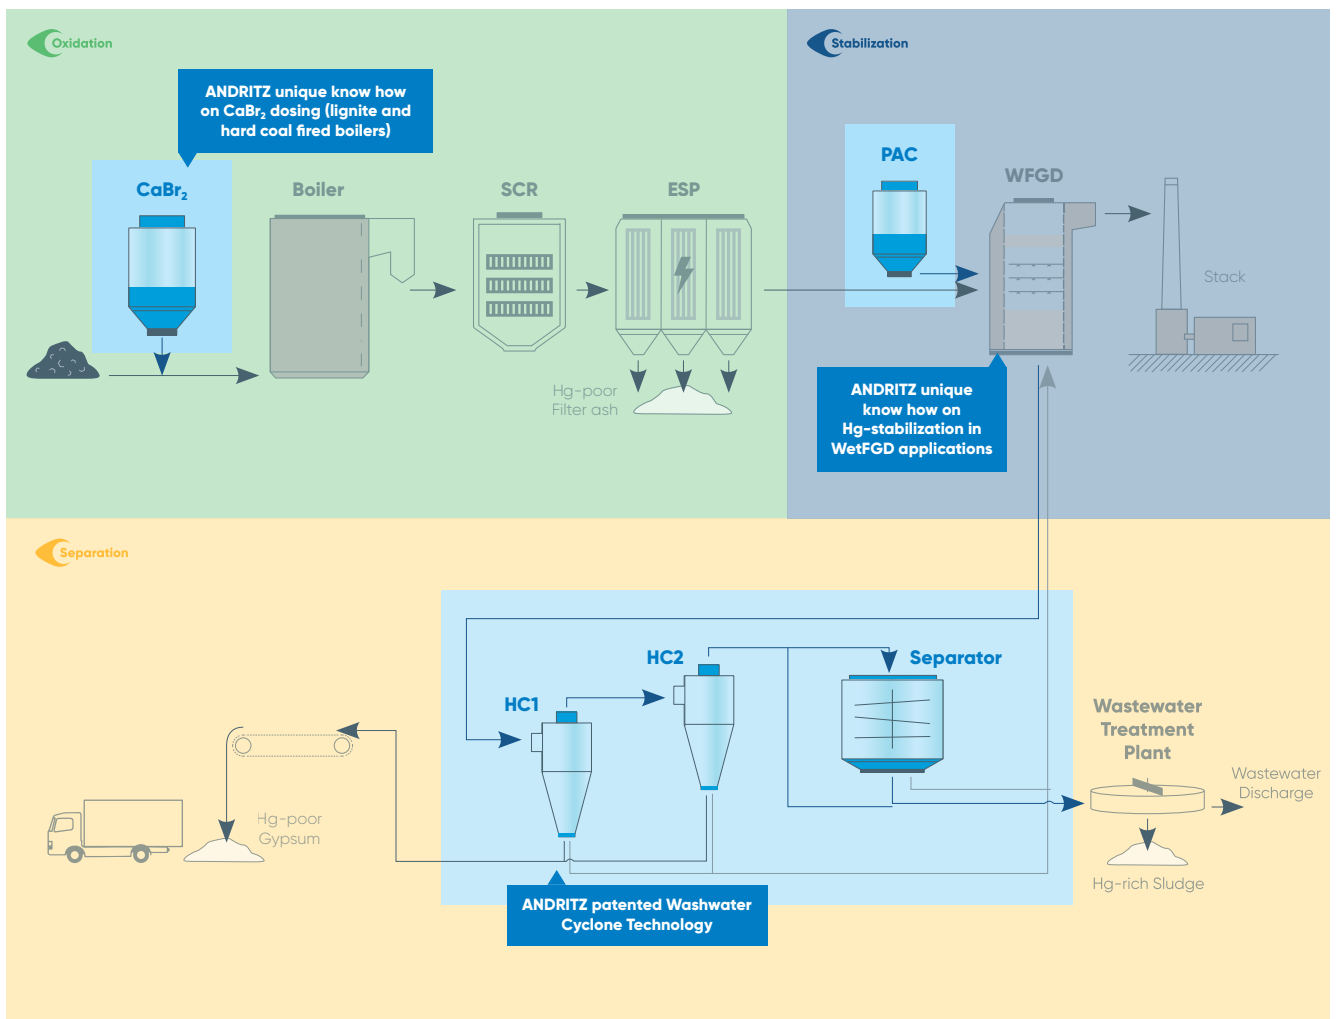 Oxidation
Stabilization
ANDRITZ unique know how
on CaBr₂ dosing (lignite and
hard coal fired boilers)
CaBr₂
Boiler
SCR
ESP
PAC
WFGD
Stack
Hg-poor
Filter ash
ANDRITZ unique
know how on
Hg-stabilization in
WetFGD applications
Separation
HC1
HC2
Separator
Wastewater
Treatment
Plant
Wastewater
Discharge
Hg-poor
Gypsum
Hg-rich Sludge
ANDRITZ patented Washwater
Cyclone Technology